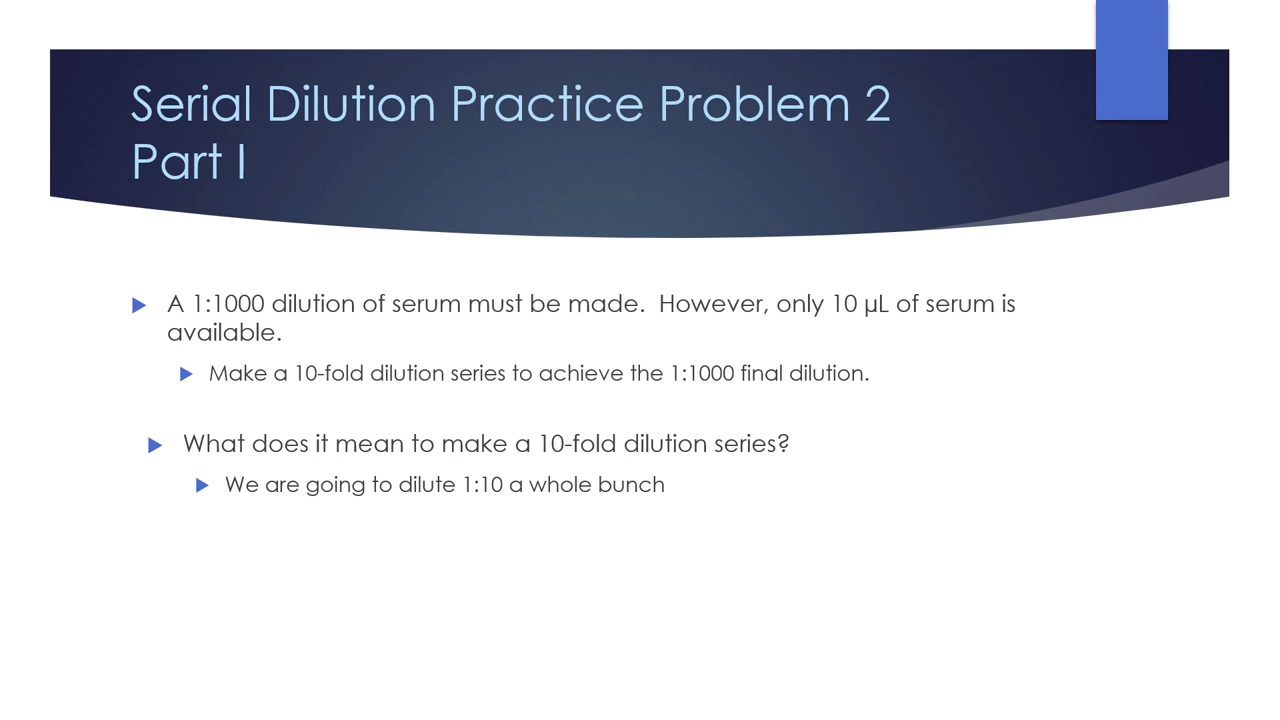 Serial Dilution Practice Problem 2
Part I
A 1:1000 dilution of serum must be made.  However, only 10 µL of serum is
available.
Make a 10-fold dilution series to achieve the 1:1000 final dilution.
What does it mean to make a 10-fold dilution series?
We are going to dilute 1:10 a whole bunch